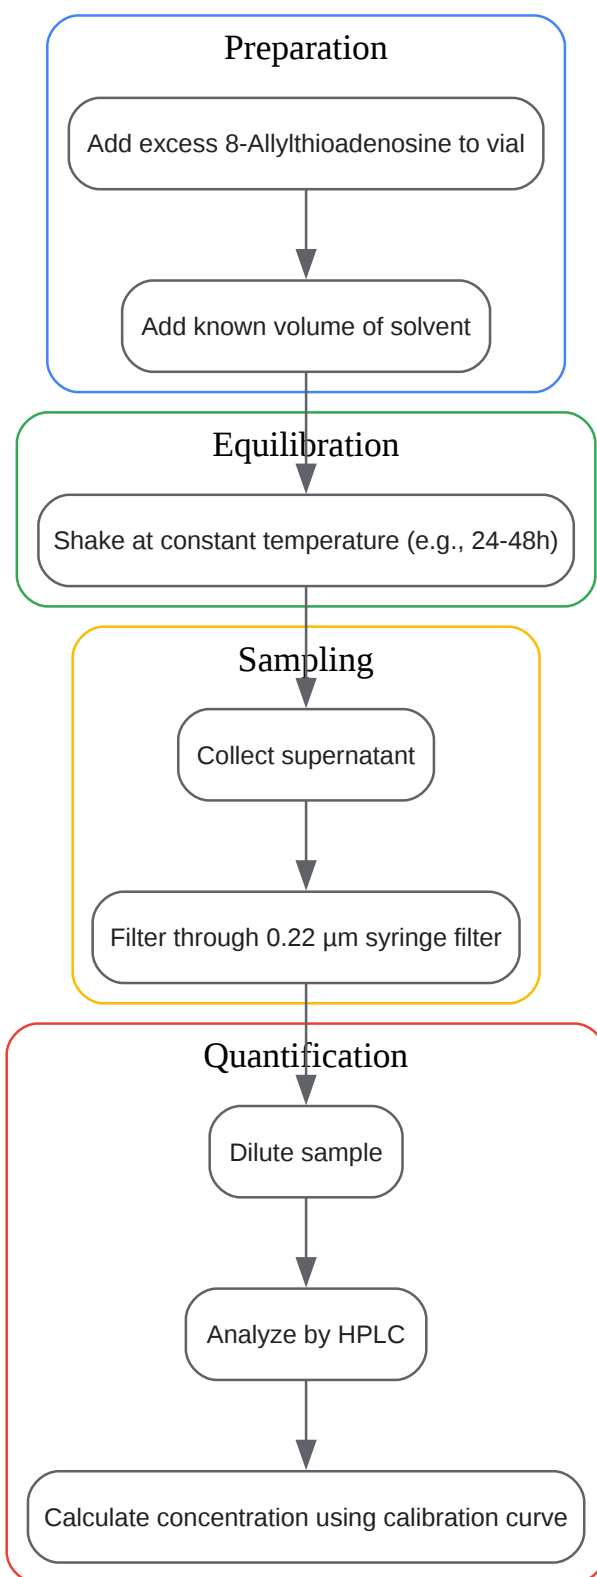 Preparation
Add excess 8-Allylthioadenosine to vial
Add known volume of solvent
Equilibration
Shake at constant temperature (e.g., 24-48h)
Sampling
Collect supernatant
Filter through 0.22 µm syringe filter
Quantification
Dilute sample
Analyze by HPLC
Calculate concentration using calibration curve